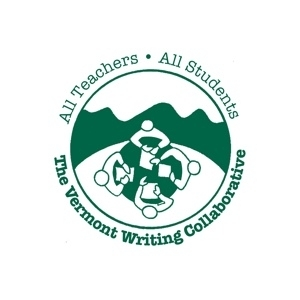 All Teachers • All Students
The Vermont Writing Collaborative